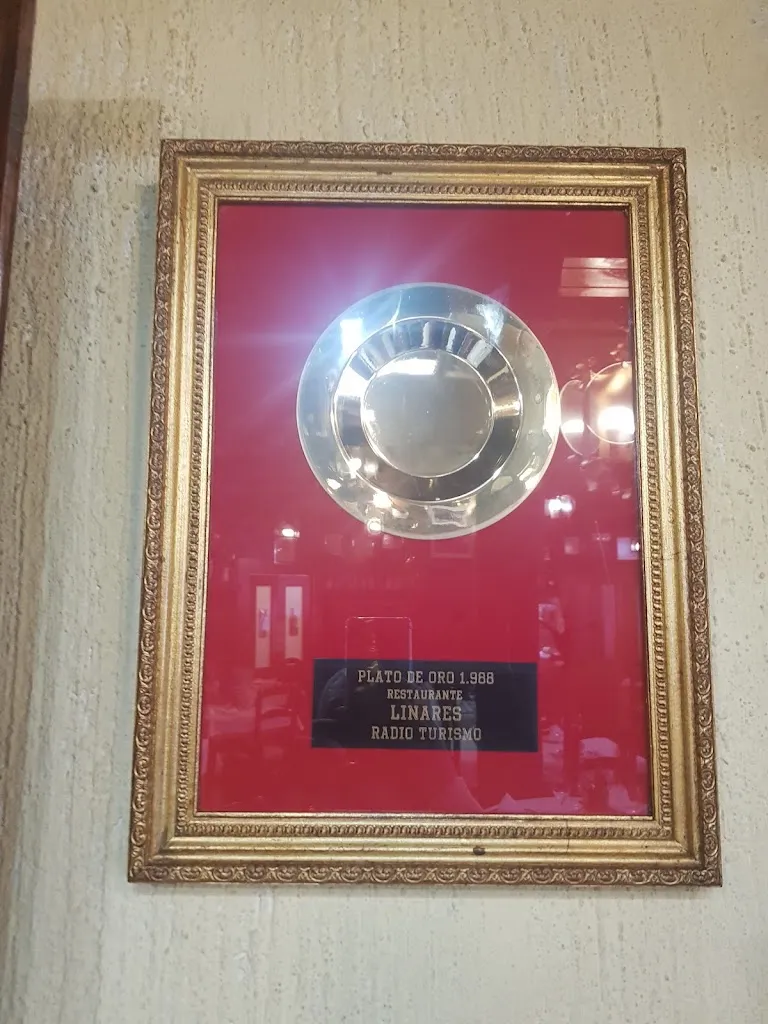 PLATO DE ORO 1.988
RESTAURANTE
LINARES
RADIO TURISMO